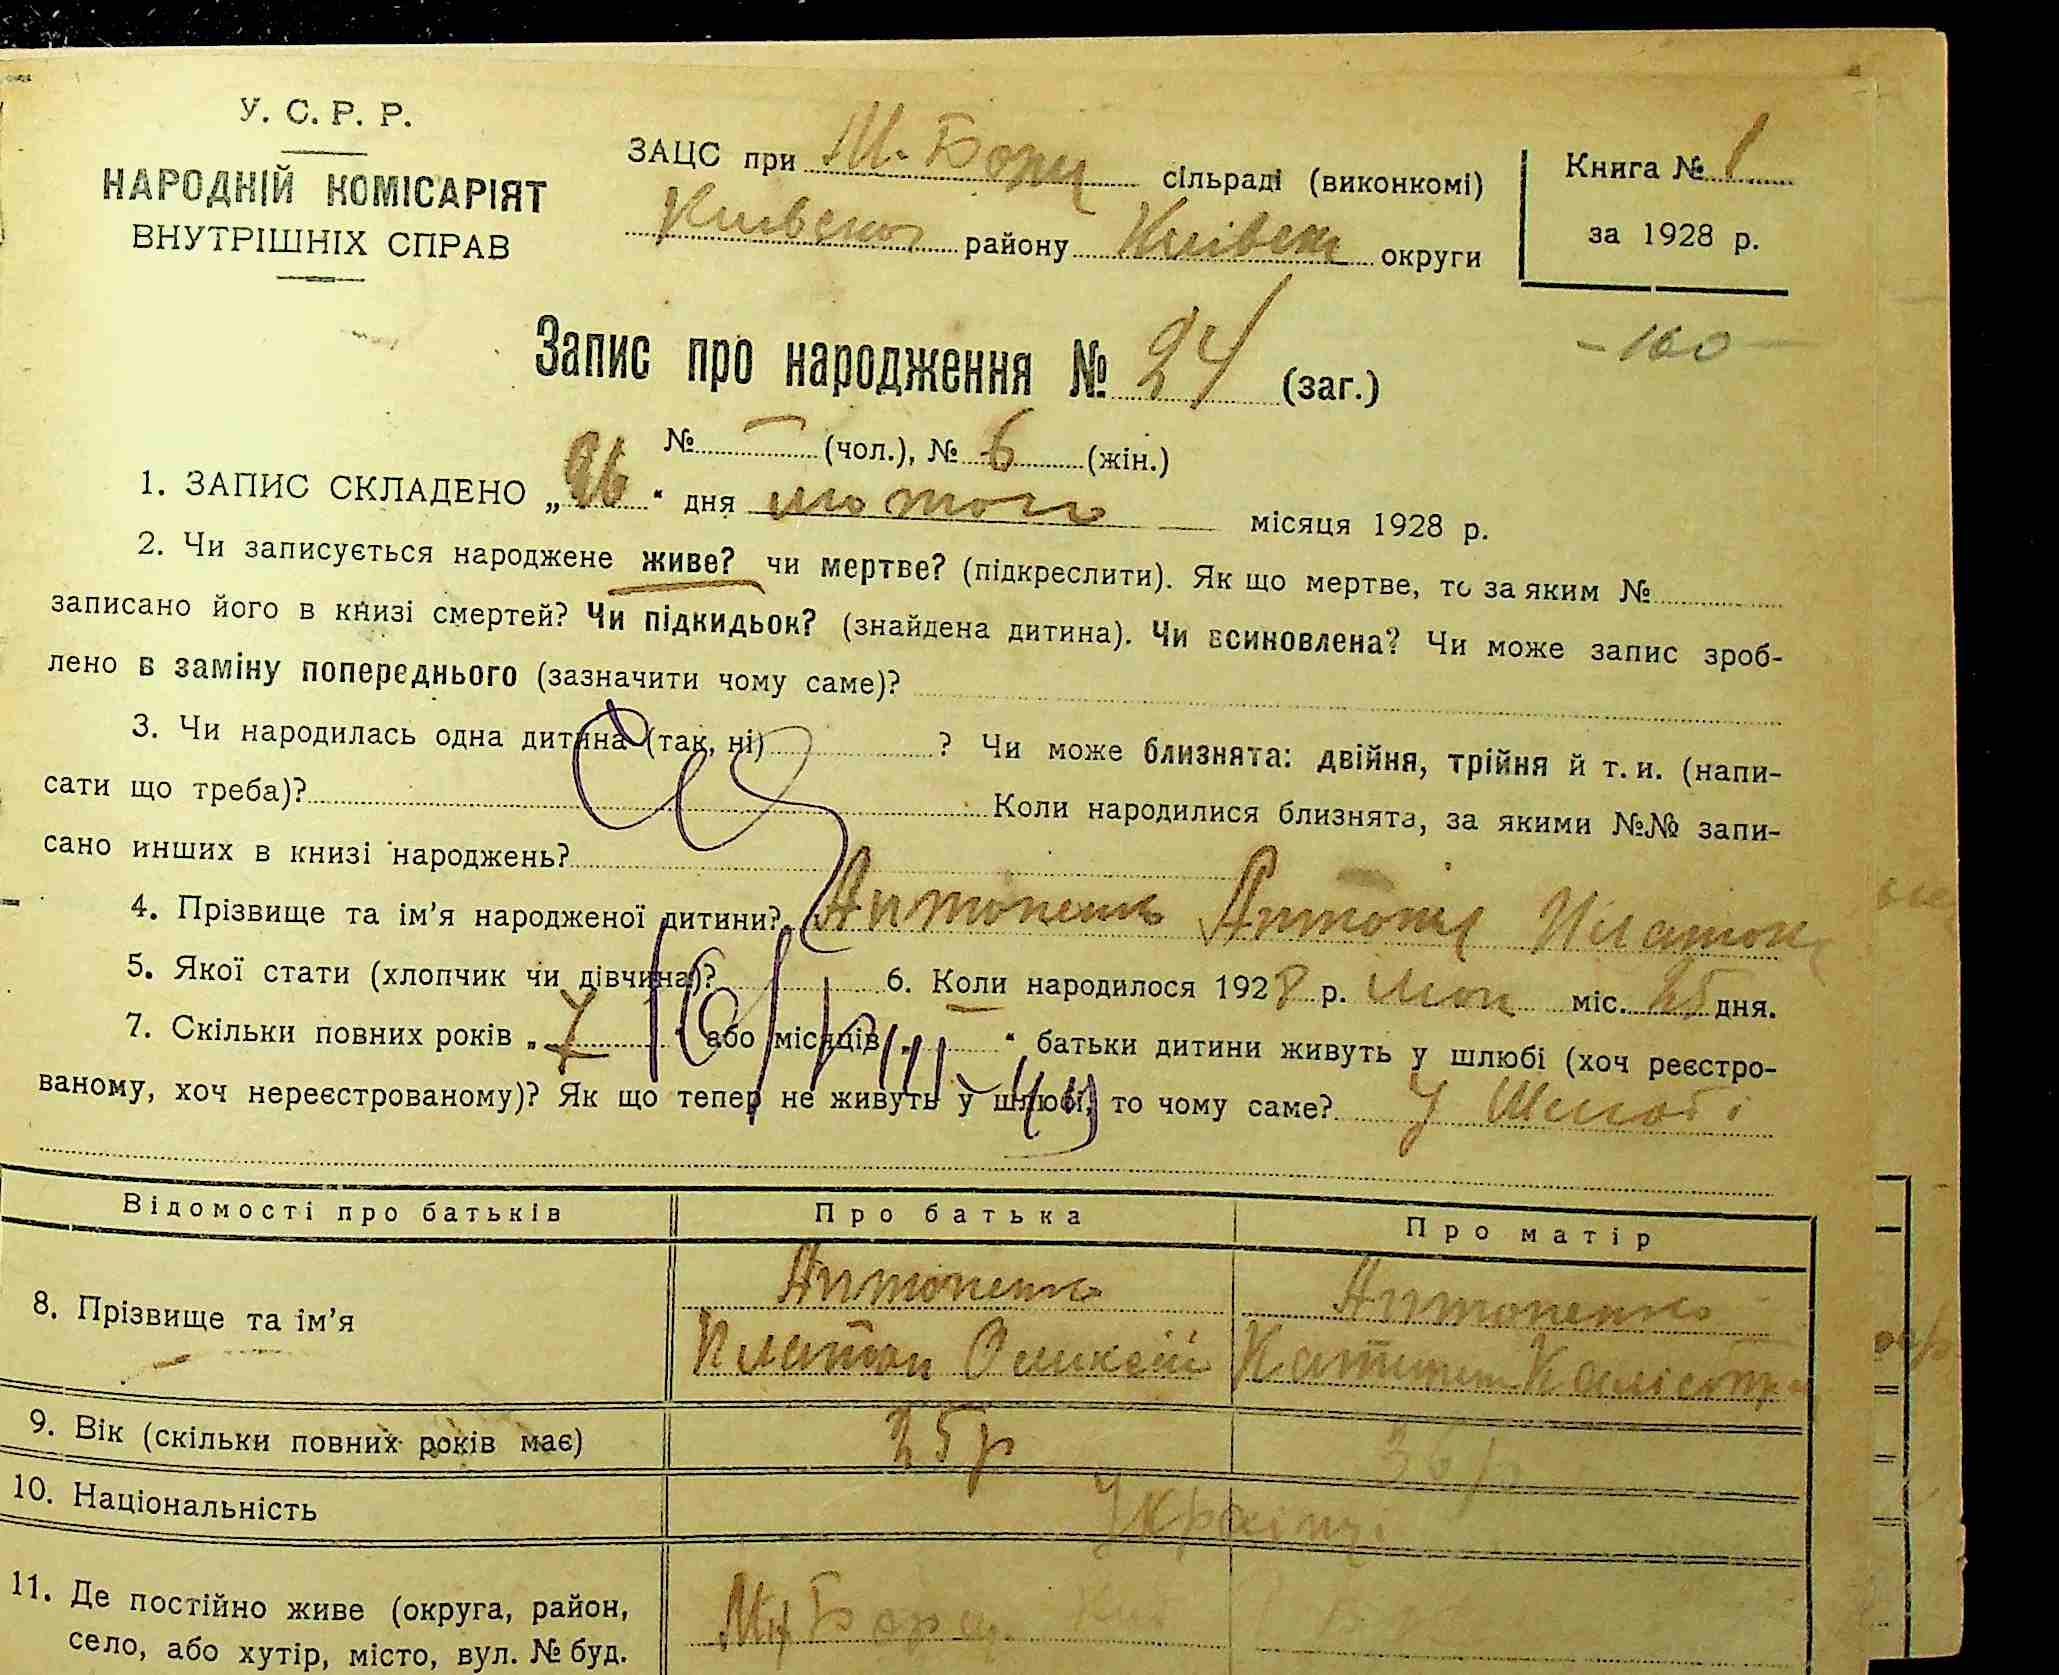 У. С. Р. Р.
НАРОДНІЙ КОМІСАРІЯТ
ВНУТРІШНІХ СПРАВ
ЗАЦС при М. Борщ сільраді (виконкомі)
району округи
Книга № 1
за 1928 р.
Запис про народження № 24 (заг.)
- 160 -
№ — (чол.), № 6 (жін.)
1. ЗАПИС СКЛАДЕНО „26" дня лютого місяця 1928 р.
2. Чи записується народжене живе? чи мертве? (підкреслити). Як що мертве, то за яким №
записано його в книзі смертей? Чи підкидьок? (знайдена дитина). Чи всиновлена? Чи може запис зроб-
лено в заміну попереднього (зазначити чому саме)?
3. Чи народилась одна дитина (так, ні) ? Чи може близнята: двійня, трійня й т. и. (напи-
сати що треба)? Коли народилися близнята, за якими №№ запи-
сано инших в книзі народжень?
4. Прізвище та ім'я народженої дитини? Антоненко
5. Якої стати (хлопчик чи дівчина)? 6. Коли народилося 1928 р. міс. 25 дня.
7. Скільки повних років „7 або місяців „ " батьки дитини живуть у шлюбі (хоч реєстро-
ваному, хоч нереєстрованому)? Як що тепер не живуть у шлюбі, то чому саме? У Шлюбі
Відомості про батьків Про батька Про матір
8. Прізвище та ім'я Антоненко Антоненко
Платон
9. Вік (скільки повних років має) 25 р
10. Національність Українці
11. Де постійно живе (округа, район,
село, або хутір, місто, вул. № буд.